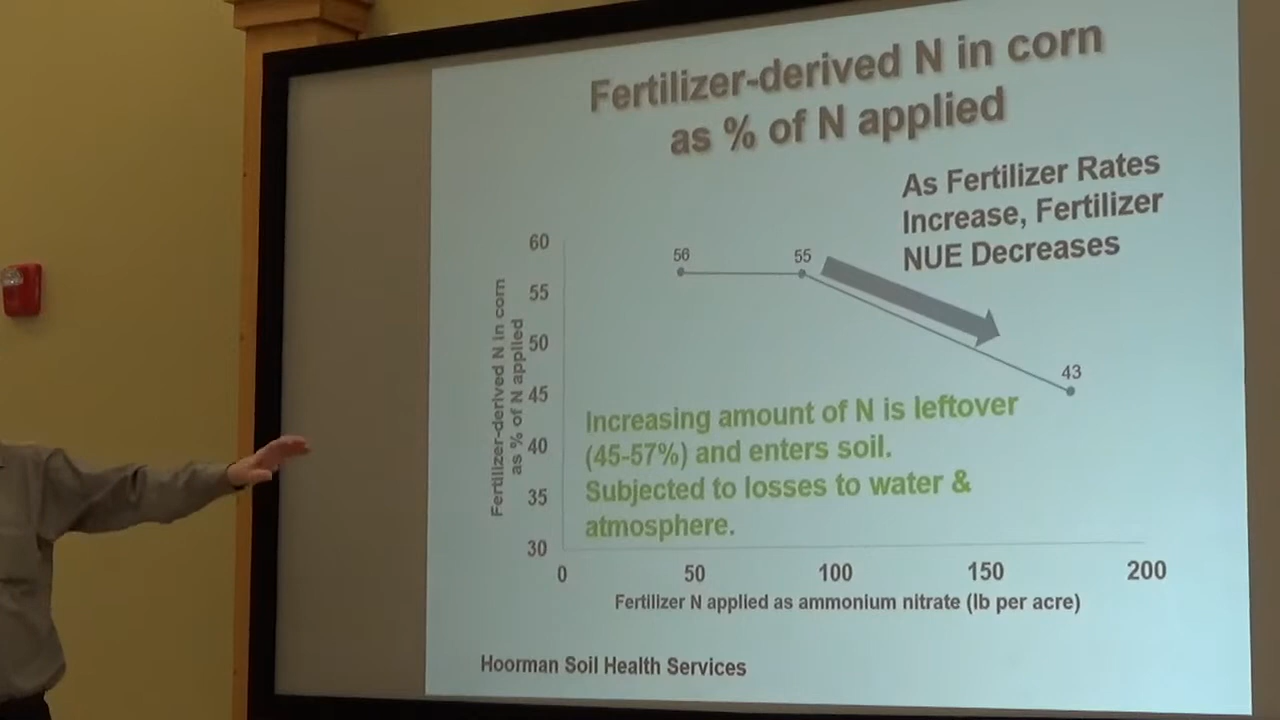 Fertilizer-derived N in corn
as % of N applied
As Fertilizer Rates
Increase, Fertilizer
NUE Decreases
60
55
50
45
40
35
30
Fertilizer-derived N in corn
as % of N applied
56
55
43
Increasing amount of N is leftover
(45-57%) and enters soil.
Subjected to losses to water &
atmosphere.
0
50
100
150
200
Fertilizer N applied as ammonium nitrate (lb per acre)
Hoorman Soil Health Services